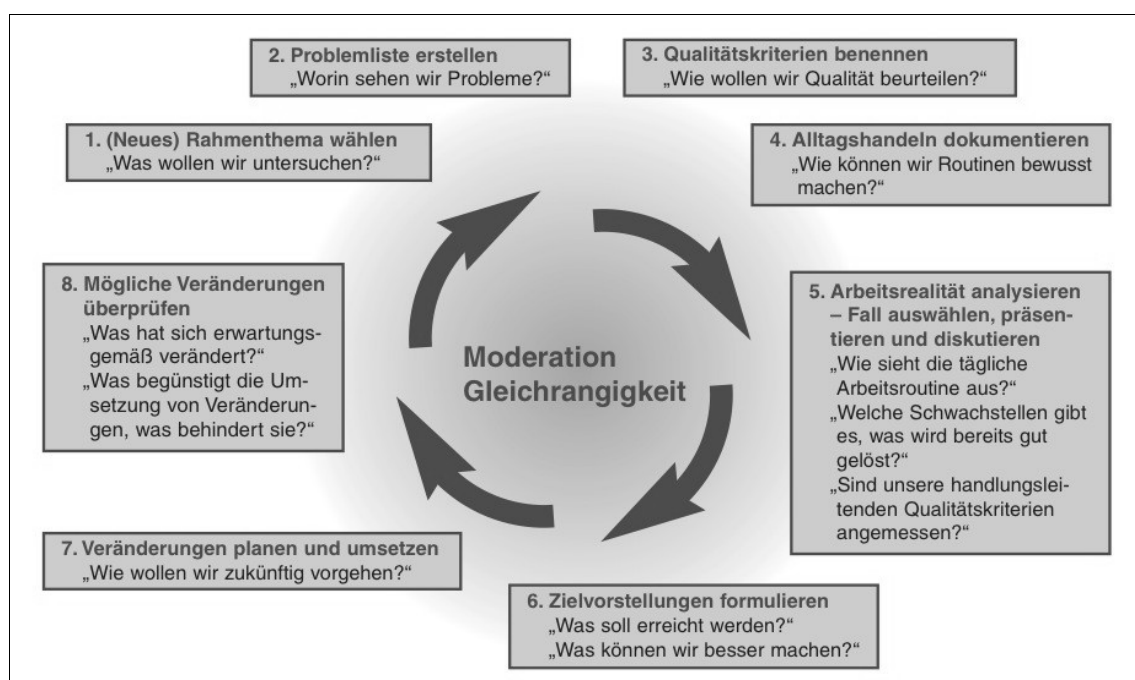 2. Problemliste erstellen
„Worin sehen wir Probleme?“
3. Qualitätskriterien benennen
„Wie wollen wir Qualität beurteilen?“
1. (Neues) Rahmenthema wählen
„Was wollen wir untersuchen?“
4. Alltagshandeln dokumentieren
„Wie können wir Routinen bewusst
machen?“
8. Mögliche Veränderungen
überprüfen
„Was hat sich erwartungs-
gemäß verändert?“
„Was begünstigt die Um-
setzung von Veränderun-
gen, was behindert sie?“
Moderation
Gleichrangigkeit
5. Arbeitsrealität analysieren
– Fall auswählen, präsen-
tieren und diskutieren
„Wie sieht die tägliche
Arbeitsroutine aus?“
„Welche Schwachstellen gibt
es, was wird bereits gut
gelöst?“
„Sind unsere handlungslei-
tenden Qualitätskriterien
angemessen?“
7. Veränderungen planen und umsetzen
„Wie wollen wir zukünftig vorgehen?“
6. Zielvorstellungen formulieren
„Was soll erreicht werden?“
„Was können wir besser machen?“